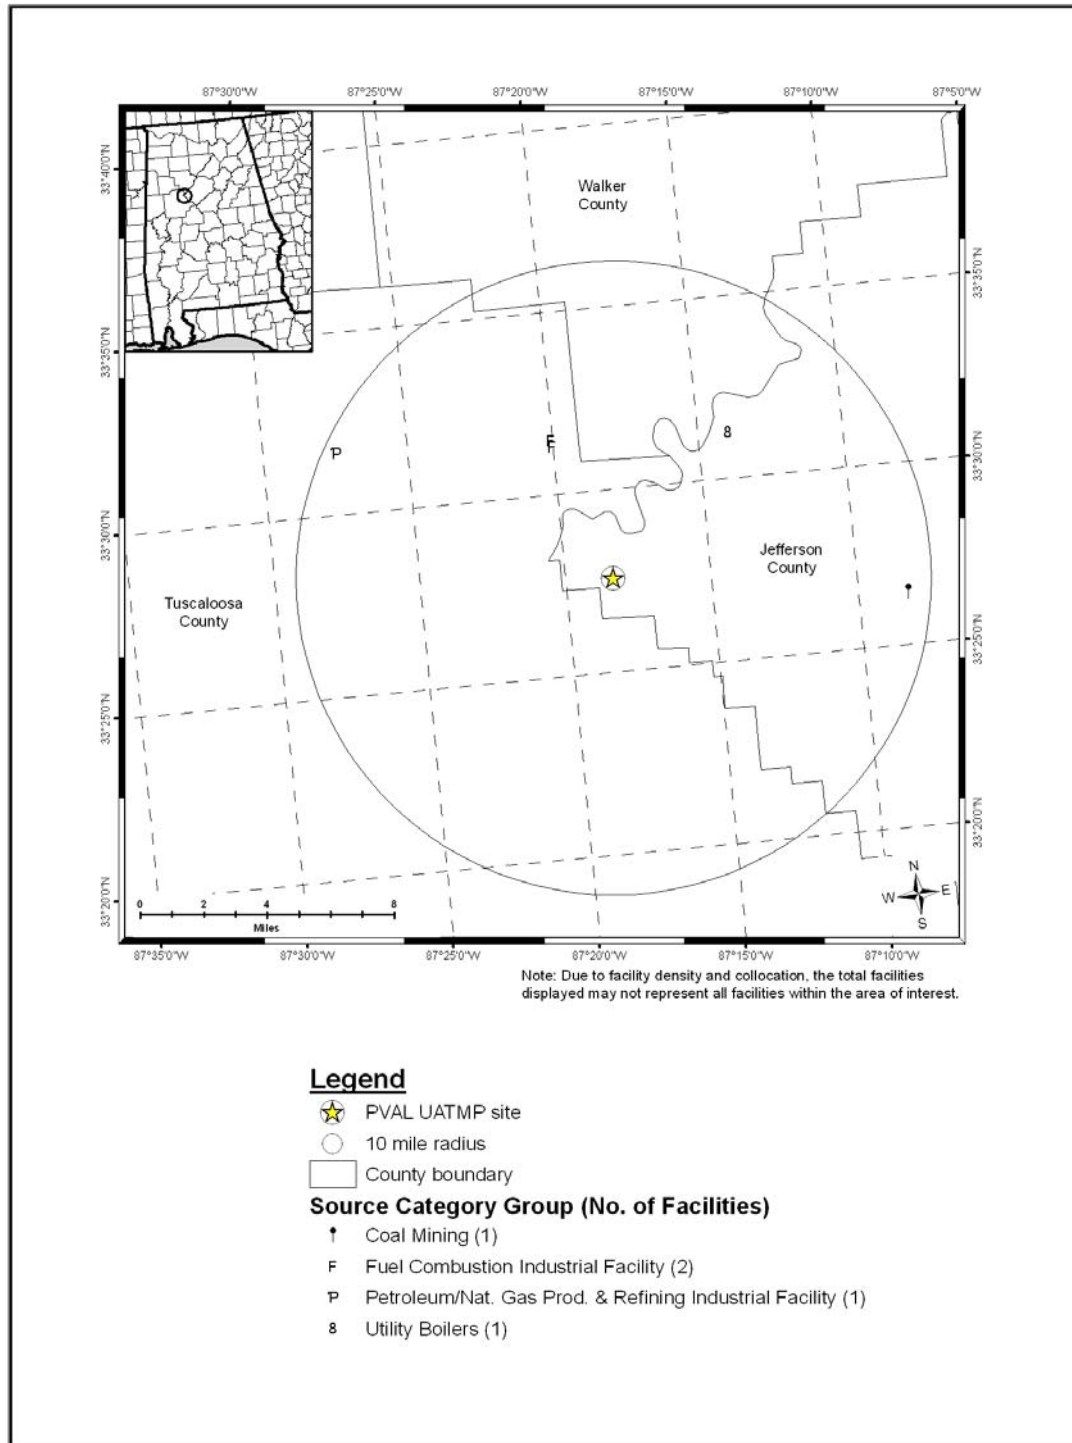 87°30'0"W 87°25'0"W 87°20'0"W 87°15'0"W 87°10'0"W 87°5'0"W
33°40'0"N
33°35'0"N
33°30'0"N
33°25'0"N
33°20'0"N
Walker
County
33°35'0"N
33°30'0"N
33°25'0"N
33°20'0"N
P
F
F
8
Jefferson
County
Tuscaloosa
County
N
W E
S
0 2 4 8
Miles
87°35'0"W 87°30'0"W 87°25'0"W 87°20'0"W 87°15'0"W 87°10'0"W
Note: Due to facility density and collocation, the total facilities
displayed may not represent all facilities within the area of interest.
Legend
PVAL UATMP site
10 mile radius
County boundary
Source Category Group (No. of Facilities)
Coal Mining (1)
F Fuel Combustion Industrial Facility (2)
P Petroleum/Nat. Gas Prod. & Refining Industrial Facility (1)
8 Utility Boilers (1)